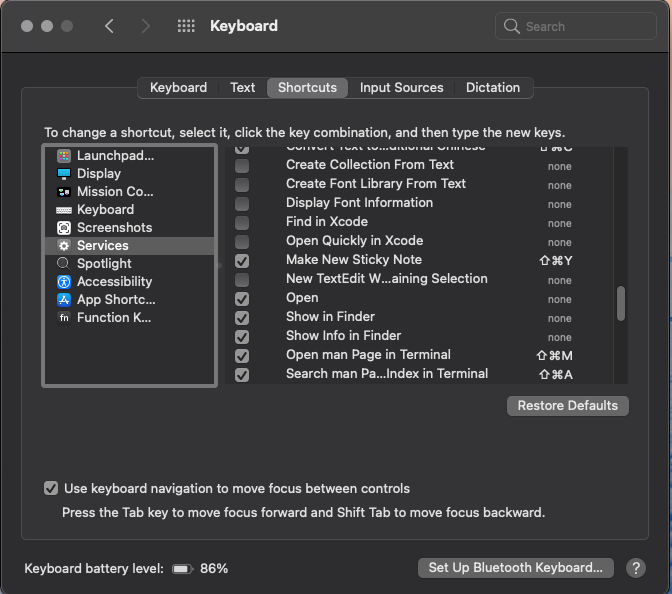 Keyboard
Search
Keyboard Text Shortcuts Input Sources Dictation
To change a shortcut, select it, click the key combination, and then type the new keys.
Launchpad...
Display
Mission Co...
Keyboard
Screenshots
Services
Spotlight
Accessibility
App Shortc...
fn Function K...
Convert Text to...ditional Chinese ⇧⌘C
Create Collection From Text none
Create Font Library From Text none
Display Font Information none
Find in Xcode none
Open Quickly in Xcode none
Make New Sticky Note ⇧⌘Y
New TextEdit W...aining Selection none
Open none
Show in Finder none
Show Info in Finder none
Open man Page in Terminal ⇧⌘M
Search man Pa...Index in Terminal ⇧⌘A
Restore Defaults
Use keyboard navigation to move focus between controls
Press the Tab key to move focus forward and Shift Tab to move focus backward.
Keyboard battery level: 86%
Set Up Bluetooth Keyboard... ?